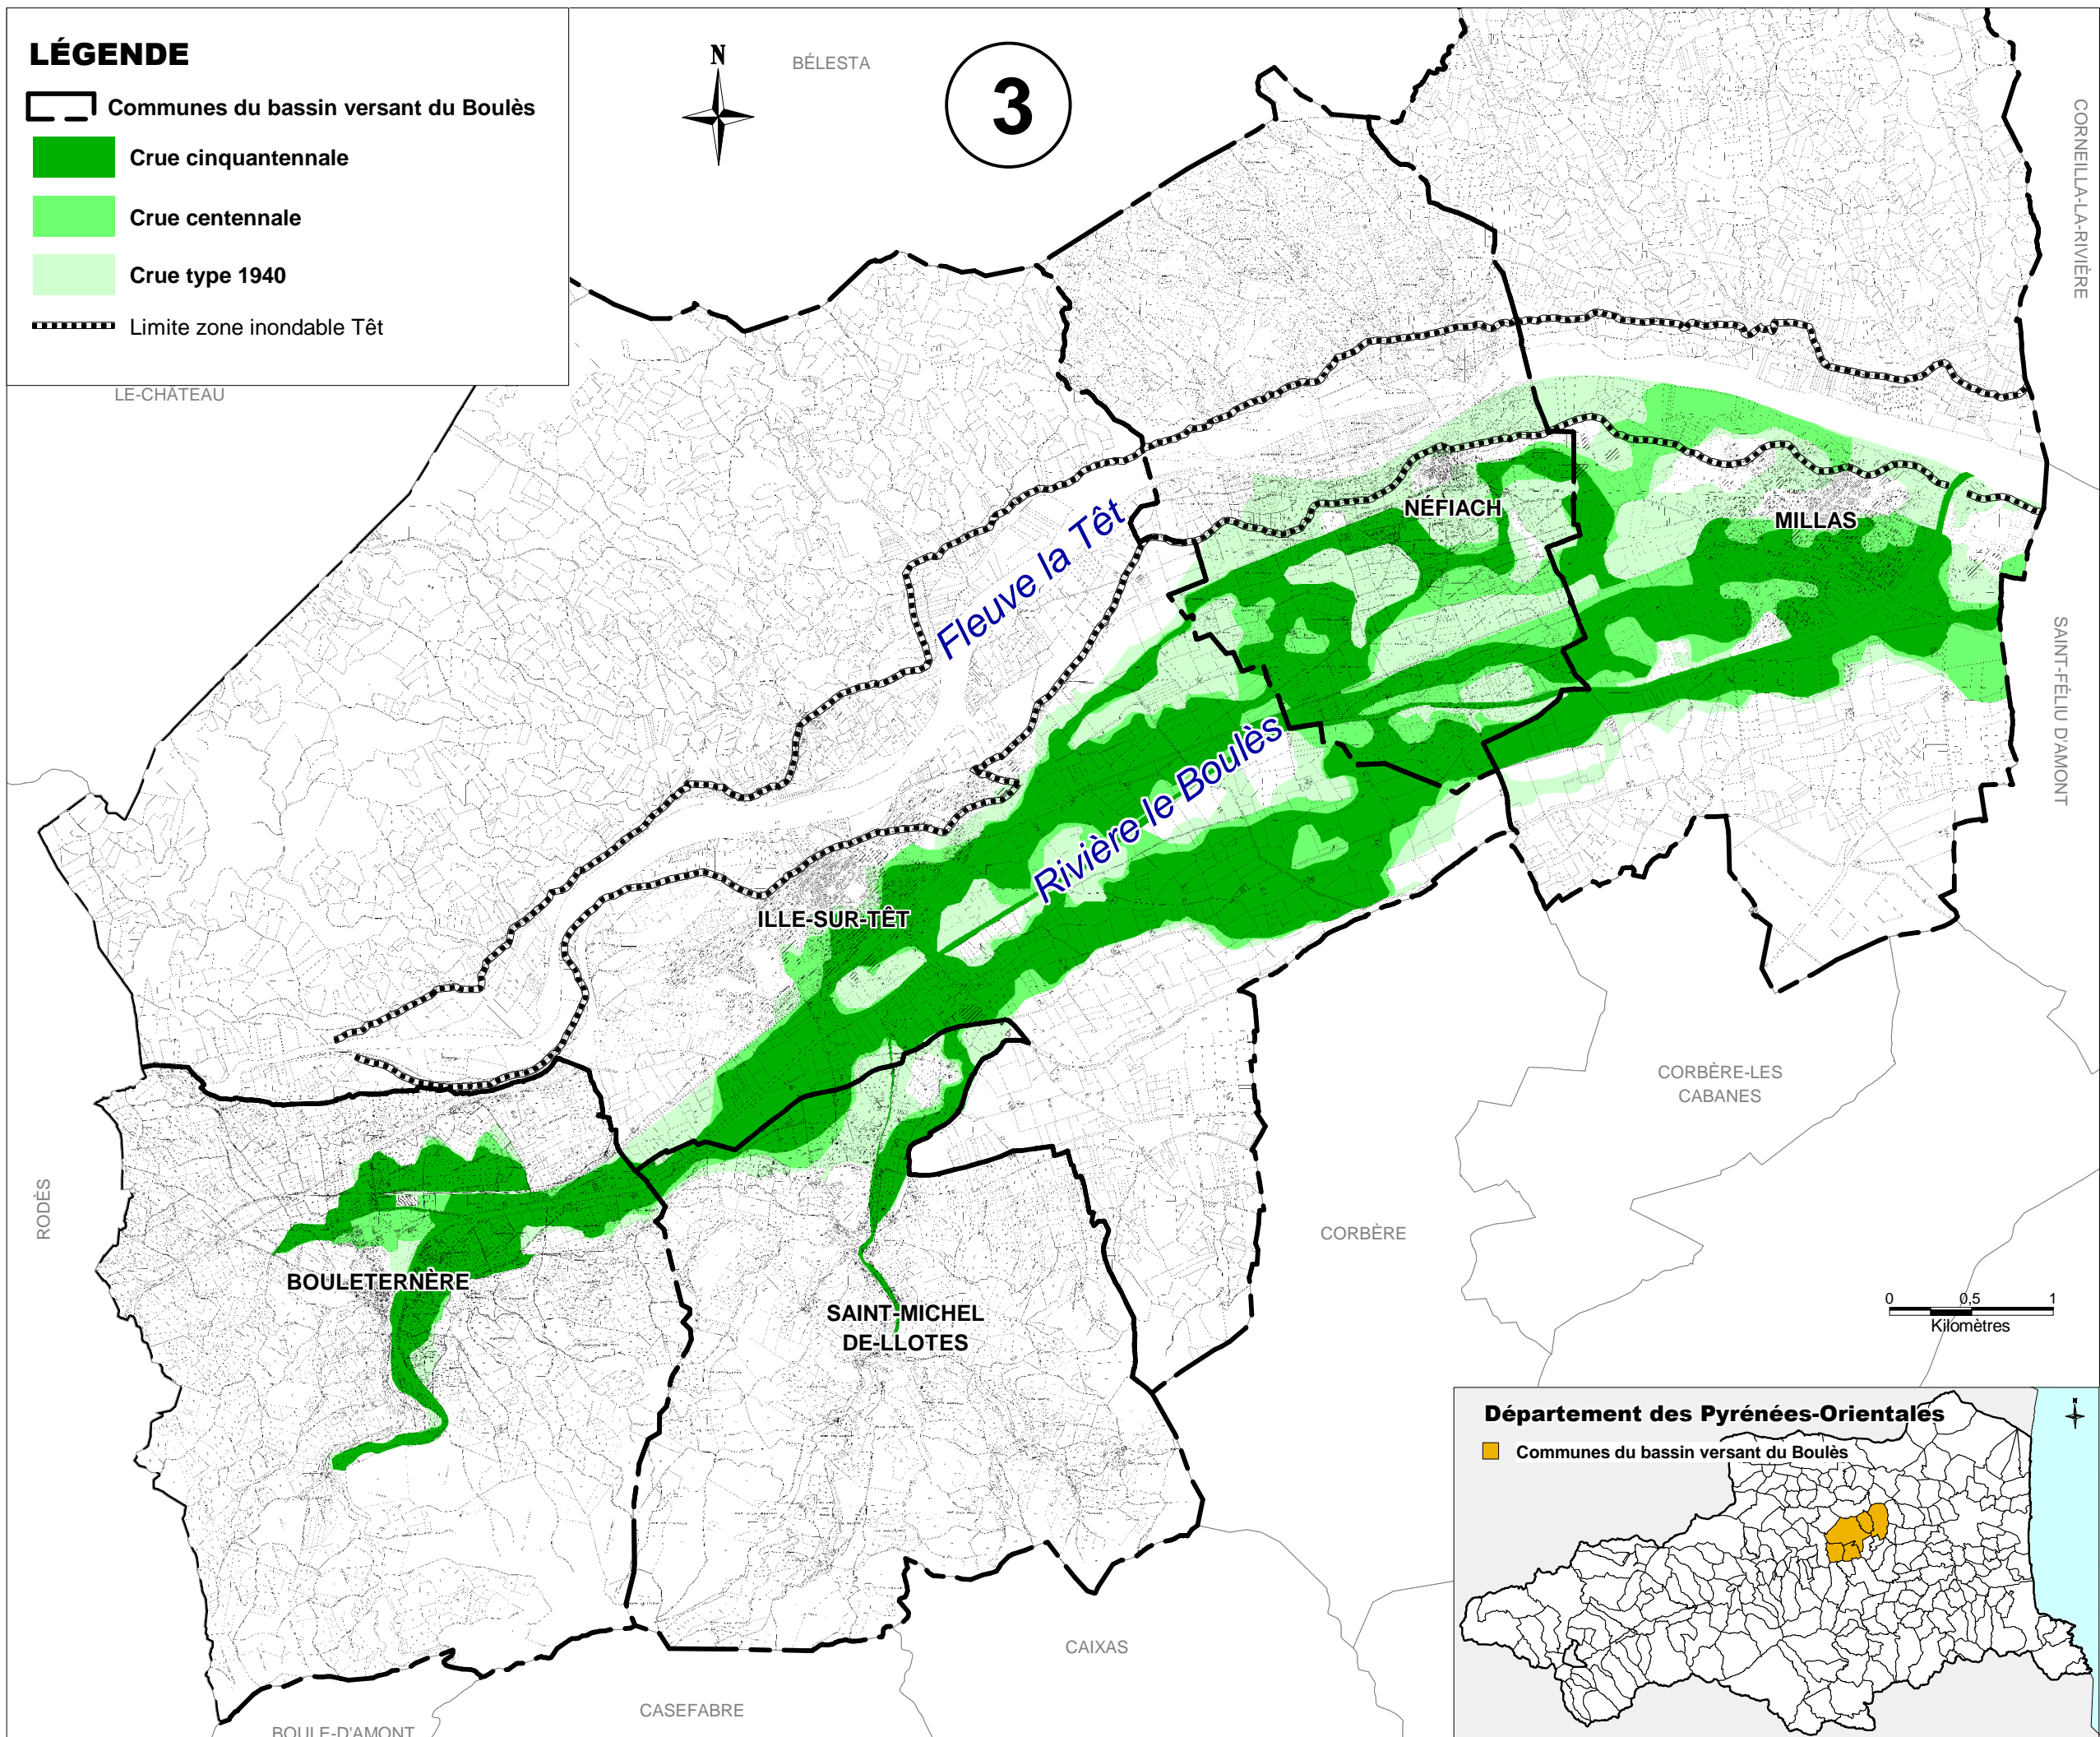 LÉGENDE
Communes du bassin versant du Boulès
Crue cinquantennale
Crue centennale
Crue type 1940
Limite zone inondable Têt
N
BÉLESTA
3
CORNEILLA-LA-RIVIÈRE
LE-CHÂTEAU
NÉFIACH
MILLAS
Fleuve la Têt
SAINT-FÉLIU D'AMONT
Rivière le Boulès
ILLE-SUR-TÊT
CORBÈRE-LES
CABANES
RODÈS
CORBÈRE
BOULETERNÈRE
SAINT-MICHEL
DE-LLOTES
0 0,5 1
Kilomètres
CAIXAS
CASEFABRE
BOULE-D'AMONT
Département des Pyrénées-Orientales
N
Communes du bassin versant du Boulès